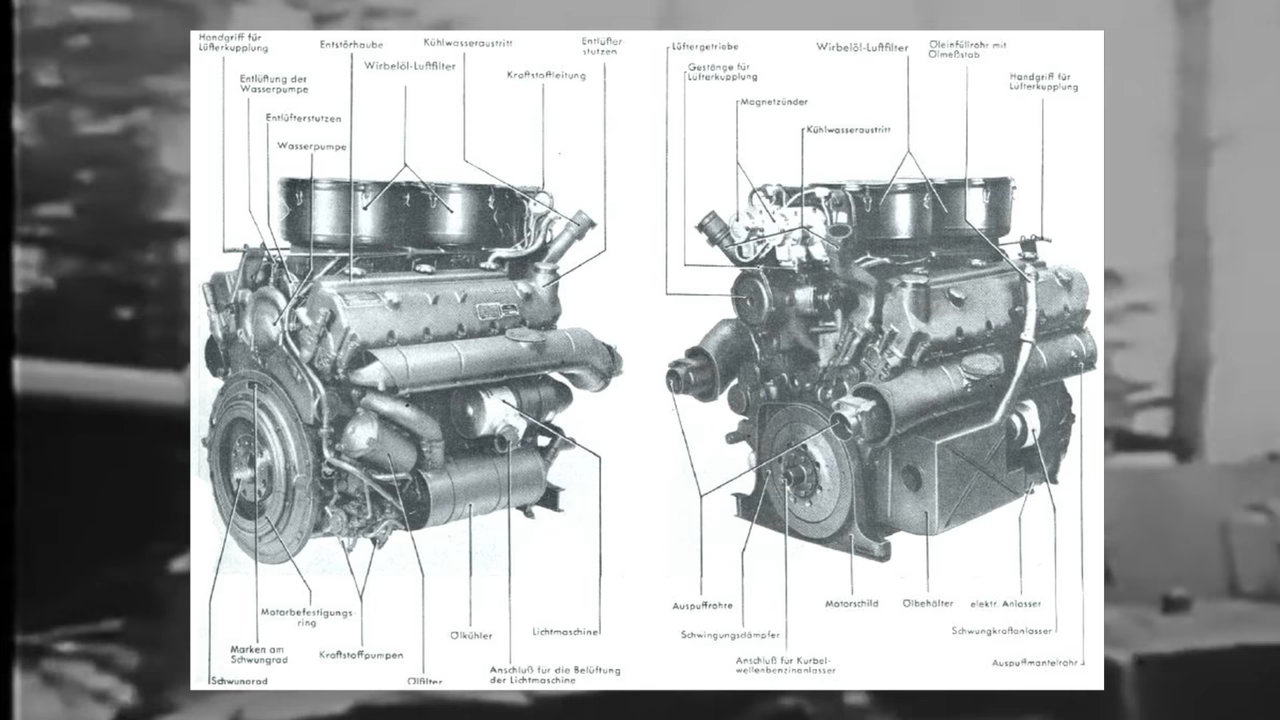 Handgriff für
Lüfterkupplung
Entstörhaube
Kühlwasseraustritt
Entlüfter-
stutzen
Wirbelöl-Luftfilter
Kraftstoffleitung
Entlüftung der
Wasserpumpe
Entlüfterstutzen
Wasserpumpe
Motorbefestigungs-
ring
Marken am
Schwungrad
Schwungrad
Kraftstoffpumpen
Ölfilter
Ölkühler
Lichtmaschine
Anschluß für die Belüftung
der Lichtmaschine
Lüftergetriebe
Gestänge für
Lüfterkupplung
Magnetzünder
Kühlwasseraustritt
Wirbelöl-Luftfilter
Öleinfüllrohr mit
Ölmeßstab
Handgriff für
Lüfterkupplung
Auspuffrohre
Schwingungsdämpfer
Anschluß für Kurbel-
wellenbenzinanlasser
Motorschild
Ölbehälter
elektr. Anlasser
Schwungkraftanlasser
Auspuffmantelrohr